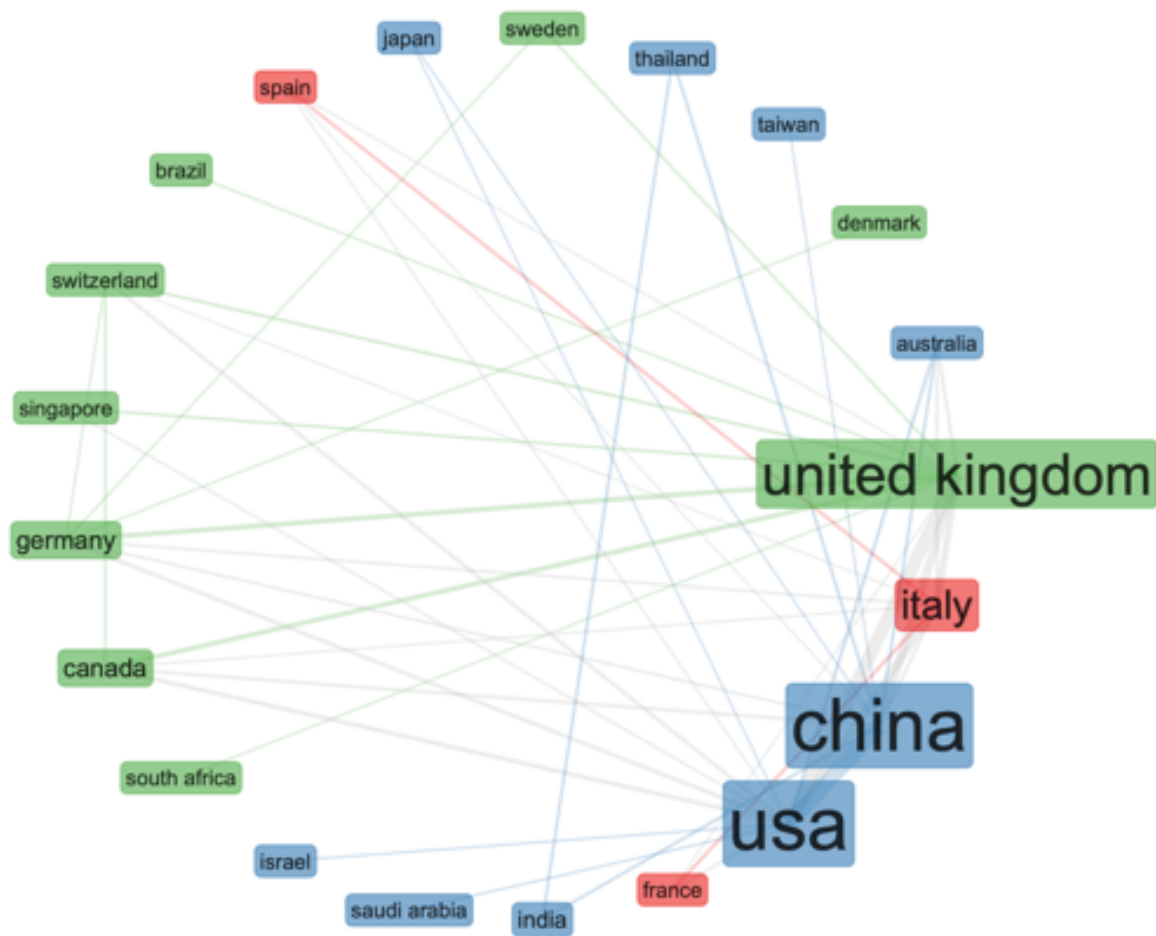 sweden
japan
thailand
spain
taiwan
brazil
denmark
switzerland
australia
singapore
united kingdom
germany
italy
canada
china
south africa
usa
israel
france
saudi arabia
india